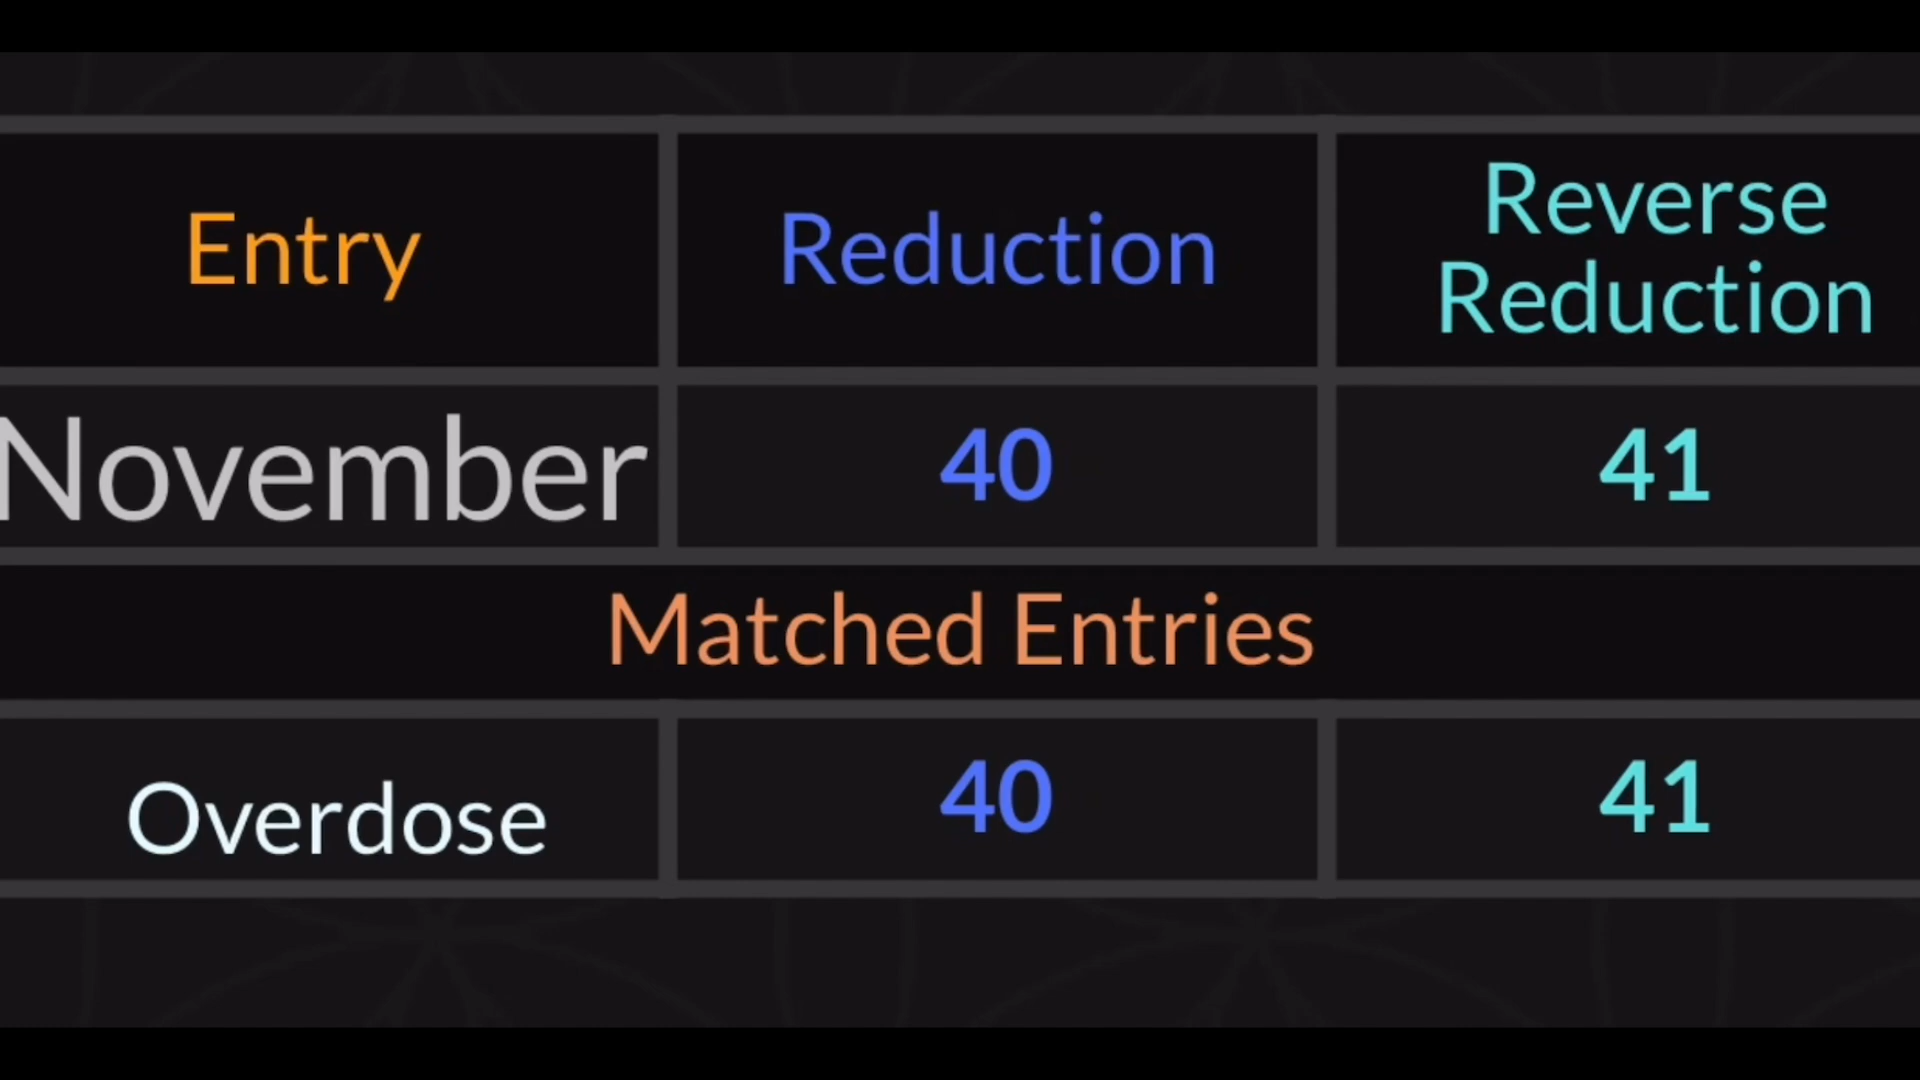 Entry
Reduction
Reverse
Reduction
November
40
41
Matched Entries
Overdose
40
41